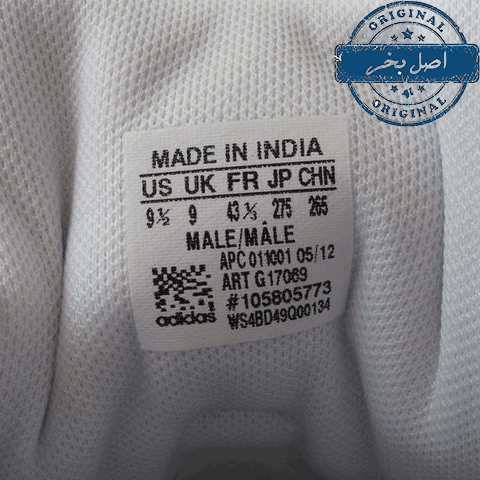 ORIGINAL
اصل بخر
ORIGINAL
MADE IN INDIA
US UK FR JP CHN
9½ 9 43⅓ 275 265
MALE/MÂLE
APC 011001 05/12
ART G17069
#105805773
adidas WS4BD49Q00134